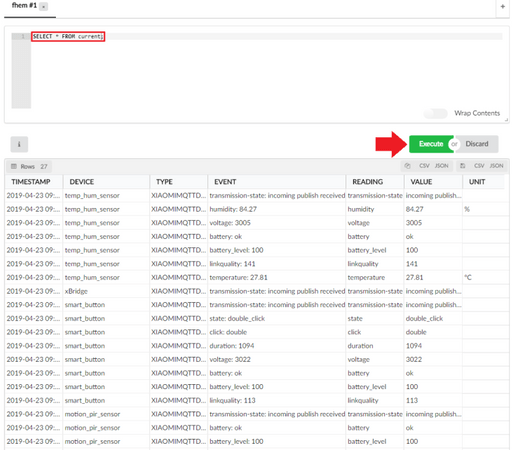 fhem #1 x +
1 SELECT * FROM current;
Wrap Contents
i Execute or Discard
Rows 27 CSV JSON CSV JSON
TIMESTAMP DEVICE TYPE EVENT READING VALUE UNIT
2019-04-23 09:... temp_hum_sensor XIAOMIMQTTD... transmission-state: incoming publish received transmission-state incoming publish...
2019-04-23 09:... temp_hum_sensor XIAOMIMQTTD... humidity: 84.27 humidity 84.27 %
2019-04-23 09:... temp_hum_sensor XIAOMIMQTTD... voltage: 3005 voltage 3005
2019-04-23 09:... temp_hum_sensor XIAOMIMQTTD... battery: ok battery ok
2019-04-23 09:... temp_hum_sensor XIAOMIMQTTD... battery_level: 100 battery_level 100
2019-04-23 09:... temp_hum_sensor XIAOMIMQTTD... linkquality: 141 linkquality 141
2019-04-23 09:... temp_hum_sensor XIAOMIMQTTD... temperature: 27.81 temperature 27.81 °C
2019-04-23 09:... xBridge XIAOMIMQTTD... transmission-state: incoming publish received transmission-state incoming publish...
2019-04-23 09:... smart_button XIAOMIMQTTD... transmission-state: incoming publish received transmission-state incoming publish...
2019-04-23 09:... smart_button XIAOMIMQTTD... state: double_click state double_click
2019-04-23 09:... smart_button XIAOMIMQTTD... click: double click double
2019-04-23 09:... smart_button XIAOMIMQTTD... duration: 1094 duration 1094
2019-04-23 09:... smart_button XIAOMIMQTTD... voltage: 3022 voltage 3022
2019-04-23 09:... smart_button XIAOMIMQTTD... battery: ok battery ok
2019-04-23 09:... smart_button XIAOMIMQTTD... battery_level: 100 battery_level 100
2019-04-23 09:... smart_button XIAOMIMQTTD... linkquality: 113 linkquality 113
2019-04-23 09:... motion_pir_sensor XIAOMIMQTTD... transmission-state: incoming publish received transmission-state incoming publish...
2019-04-23 09:... motion_pir_sensor XIAOMIMQTTD... battery: ok battery ok
2019-04-23 09:... motion_pir_sensor XIAOMIMQTTD... battery_level: 100 battery_level 100